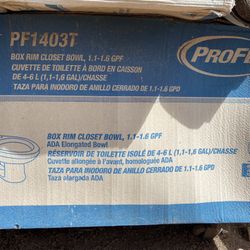 PF1403T
PROF
BOX RIM CLOSET BOWL, 1.1-1.6 GPF
CUVETTE DE TOILETTE À BORD EN CAISSON
DE 4-6 L (1,1-1,6 GAL)/CHASSE
TAZA PARA INODORO DE ANILLO CERRADO DE 1.1-1.6 GPD
BOX RIM CLOSET BOWL, 1.1-1.6 GPF
ADA Elongated Bowl
RÉSERVOIR DE TOILETTE ISOLÉ DE 4-6 L (1,1-1,6 GAL)/CHASSE
Cuvette allongée à l'avant, homologuée ADA
TAZA PARA INODORO DE ANILLO CERRADO DE 1.1-1.6 GPD
Taza alargada ADA